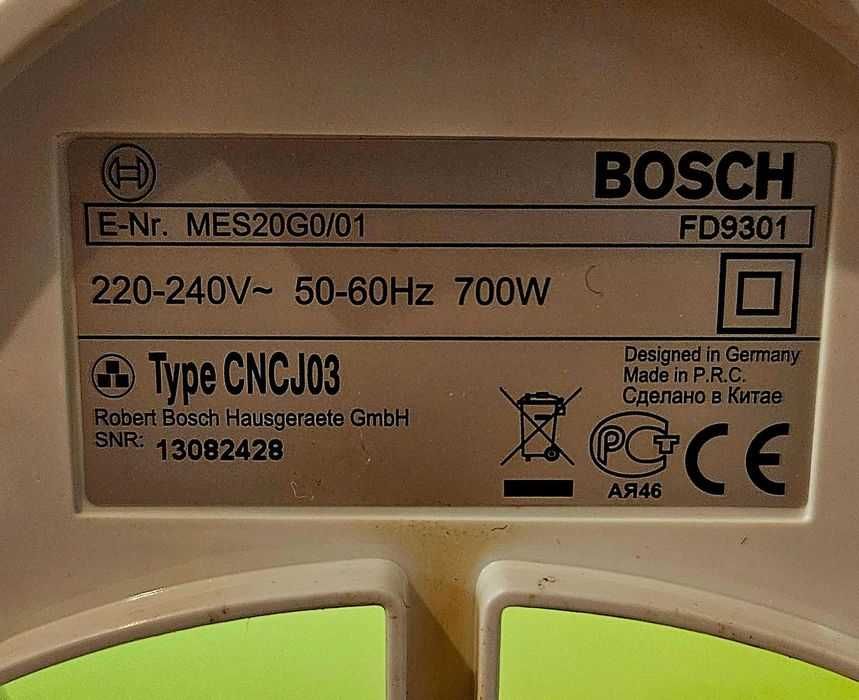 BOSCH
E-Nr. MES20G0/01 FD9301
220-240V~ 50-60Hz 700W
Type CNCJ03
Robert Bosch Hausgeraete GmbH
SNR: 13082428
Designed in Germany
Made in P.R.C.
Сделано в Китае
РСТ
АЯ46
CE